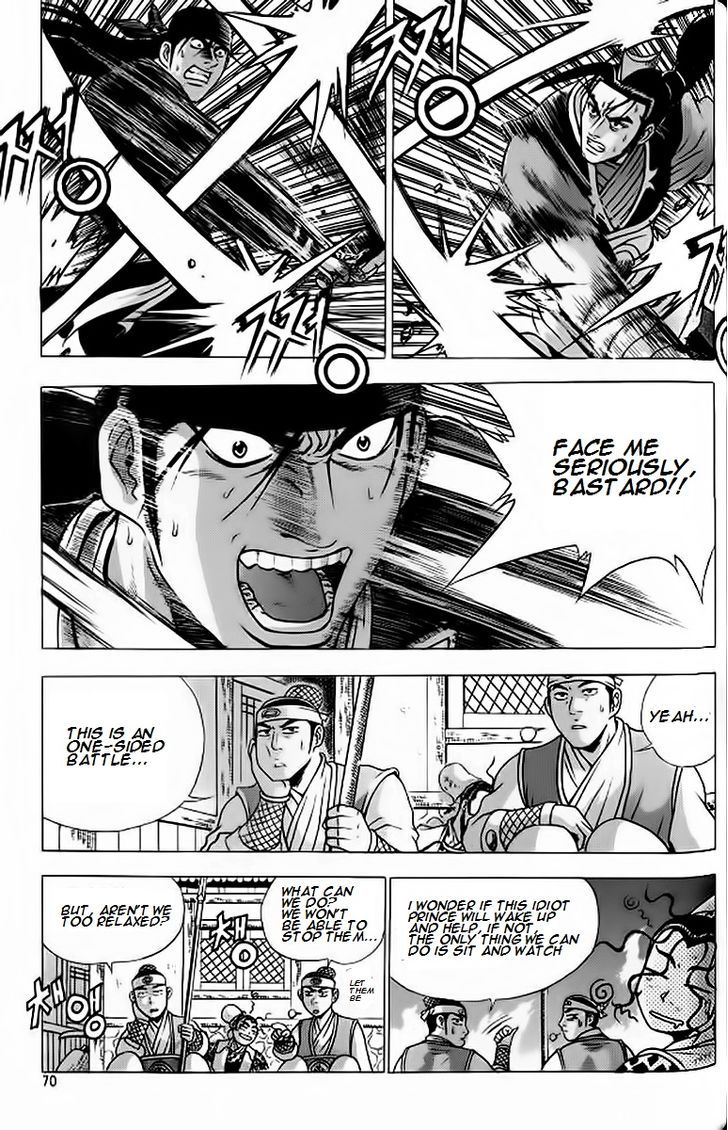 FACE ME
SERIOUSLY,
BASTARD!!
THIS IS AN
ONE-SIDED
BATTLE...
YEAH...
BUT, AREN'T WE
TOO RELAXED?
WHAT CAN
WE DO?
WE WON'T
BE ABLE TO
STOP THEM...
LET
THEM
BE
I WONDER IF THIS IDIOT
PRINCE WILL WAKE UP
AND HELP, IF NOT,
THE ONLY THING WE CAN
DO IS SIT AND WATCH
70